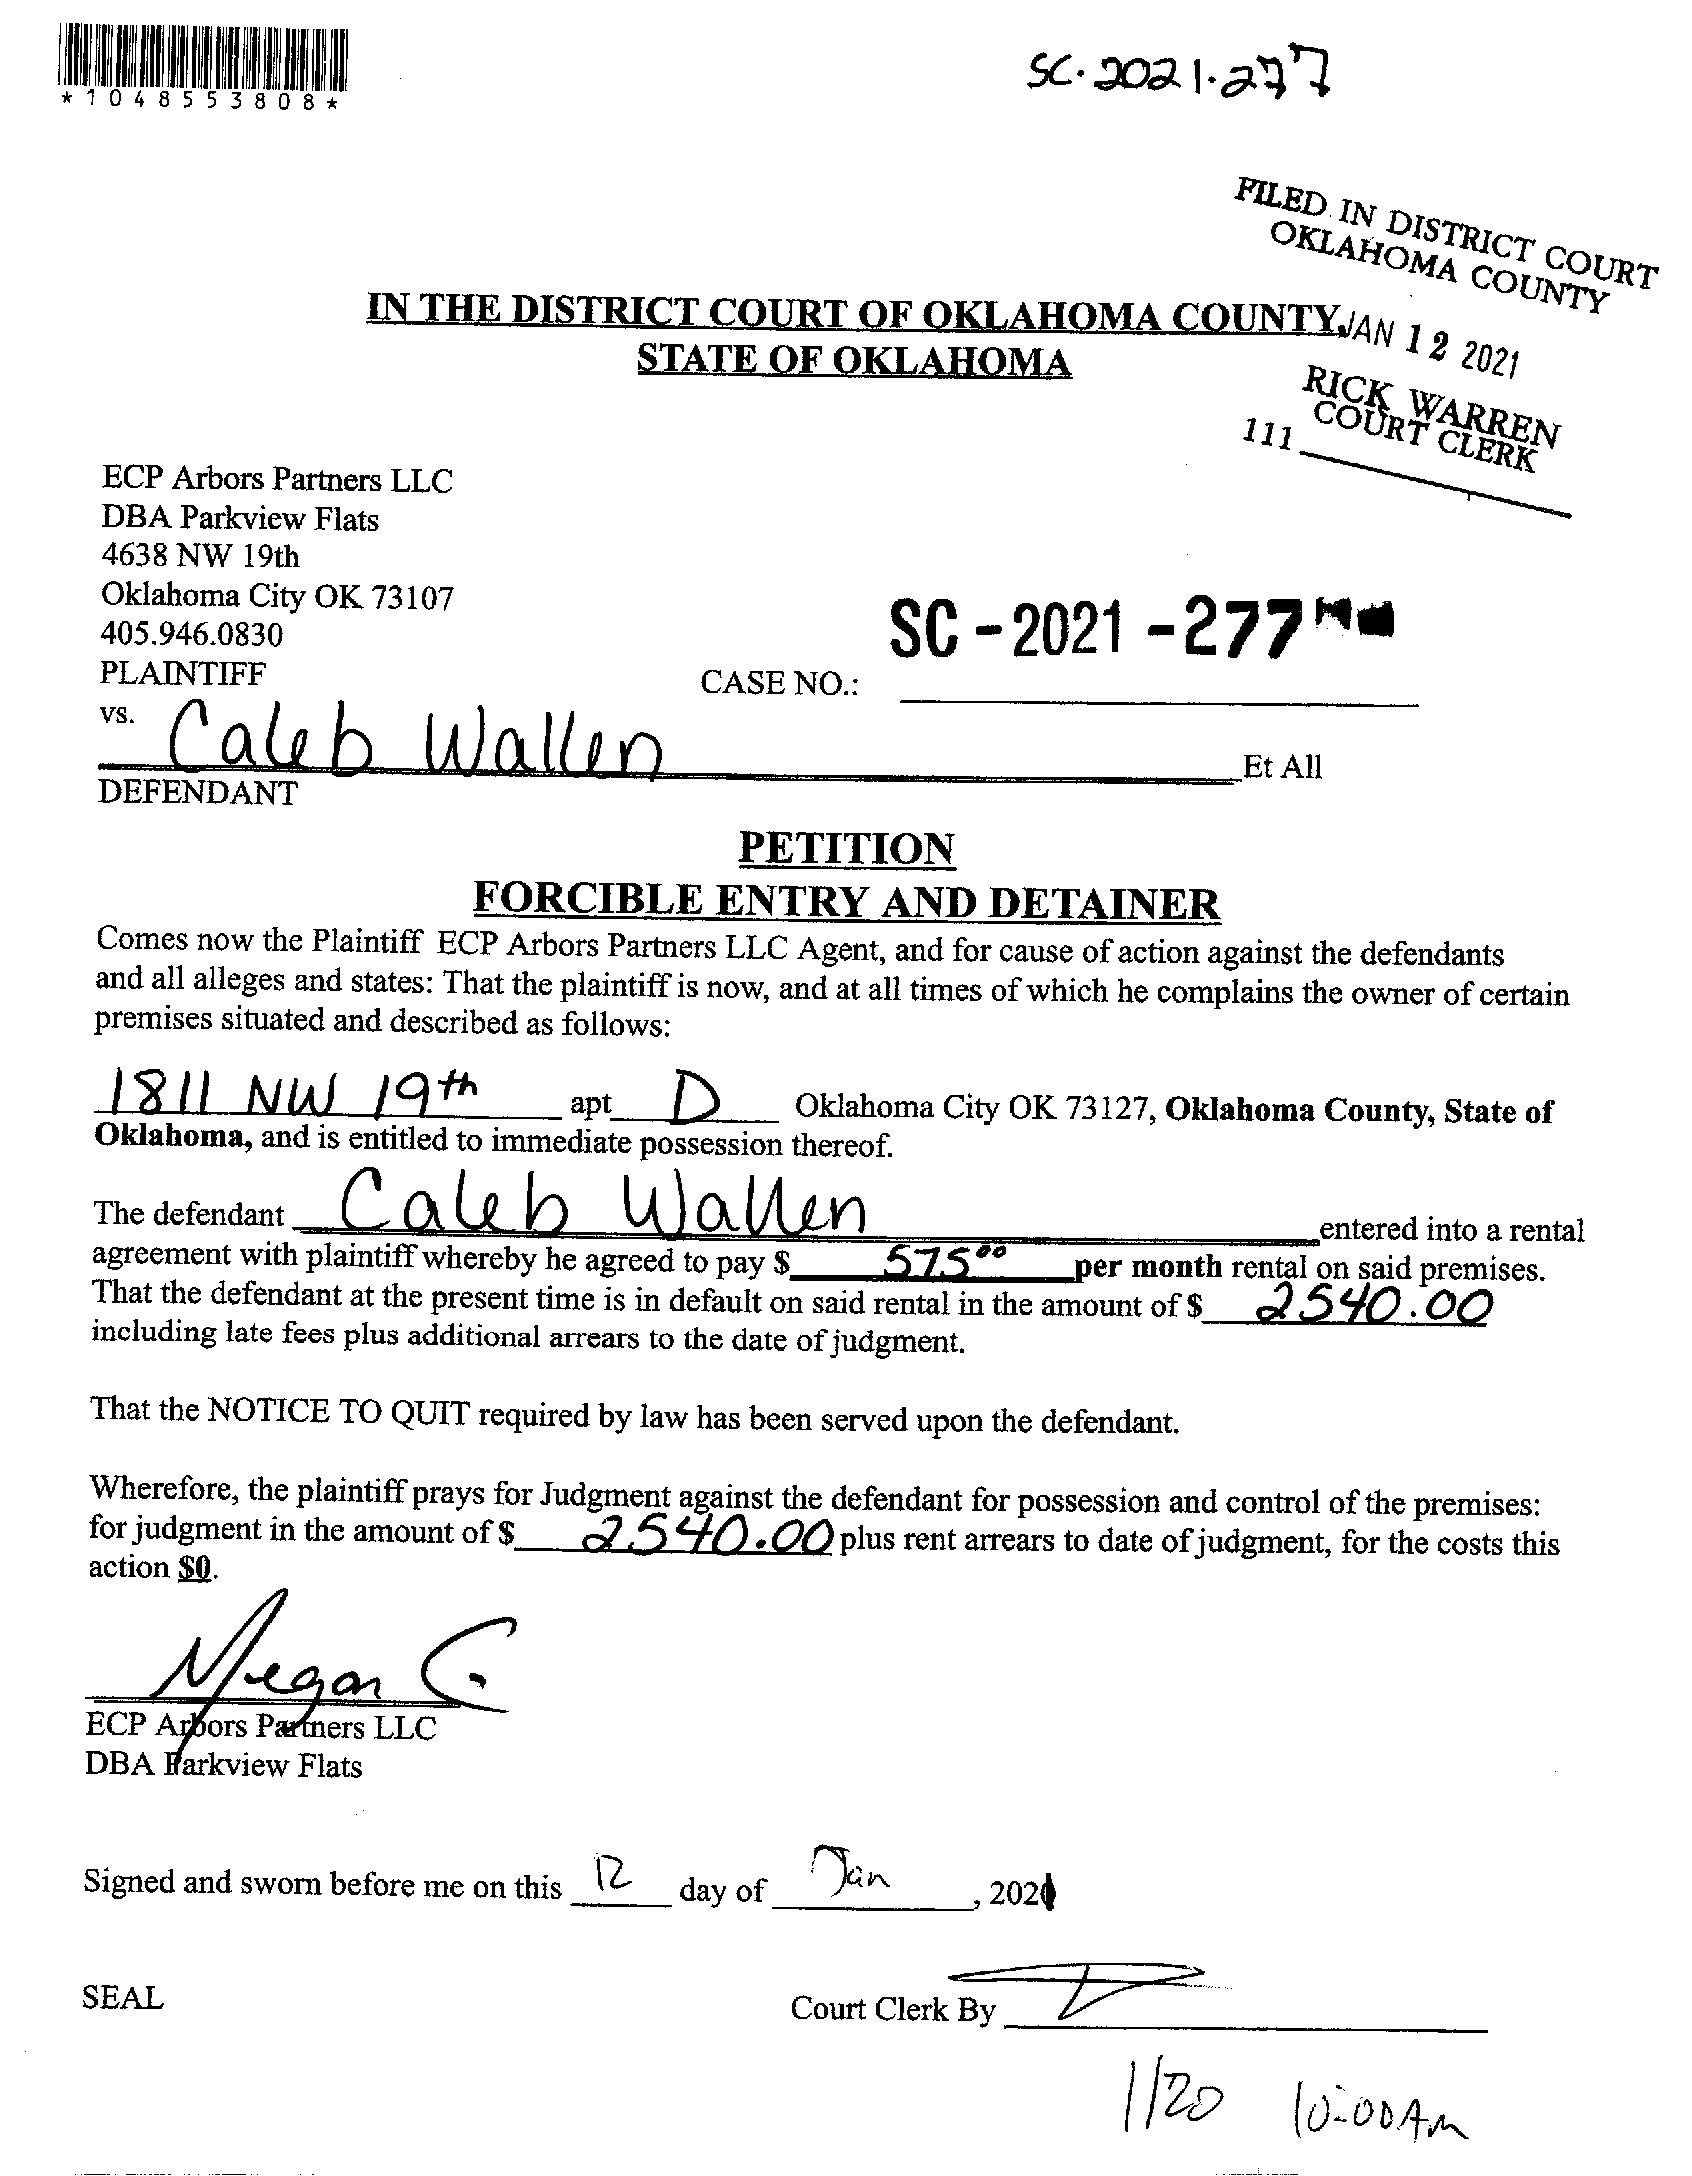 *1048553808*
SC.2021.277
FILED IN DISTRICT COURT
OKLAHOMA COUNTY
IN THE DISTRICT COURT OF OKLAHOMA COUNTY
JAN 12 2021
STATE OF OKLAHOMA
RICK WARREN
COURT CLERK
111
ECP Arbors Partners LLC
DBA Parkview Flats
4638 NW 19th
Oklahoma City OK 73107
405.946.0830
SC-2021-277
PLAINTIFF
CASE NO.:
vs. Caleb Wallen Et All
DEFENDANT
PETITION
FORCIBLE ENTRY AND DETAINER
Comes now the Plaintiff ECP Arbors Partners LLC Agent, and for cause of action against the defendants
and all alleges and states: That the plaintiff is now, and at all times of which he complains the owner of certain
premises situated and described as follows:
1811 NW 19th apt D Oklahoma City OK 73127, Oklahoma County, State of
Oklahoma, and is entitled to immediate possession thereof.
The defendant Caleb Wallen entered into a rental
agreement with plaintiff whereby he agreed to pay $ 575.00 per month rental on said premises.
That the defendant at the present time is in default on said rental in the amount of $ 2540.00
including late fees plus additional arrears to the date of judgment.
That the NOTICE TO QUIT required by law has been served upon the defendant.
Wherefore, the plaintiff prays for Judgment against the defendant for possession and control of the premises:
for judgment in the amount of $ 2540.00 plus rent arrears to date of judgment, for the costs this
action $0.
Megan C.
ECP Arbors Partners LLC
DBA Parkview Flats
Signed and sworn before me on this 12 day of Jan, 2021
SEAL
Court Clerk By
1/20 10:00AM